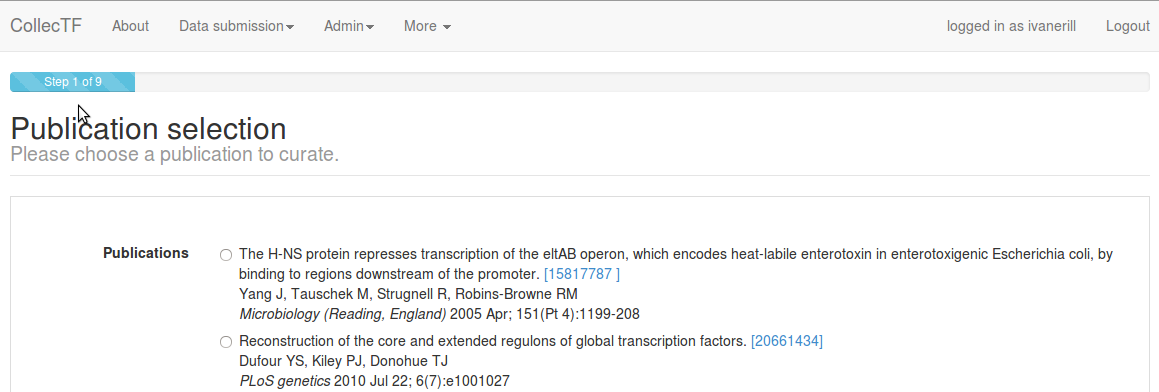 CollecTF About Data submission Admin More logged in as ivanerill Logout
Step 1 of 9
Publication selection
Please choose a publication to curate.
Publications
The H-NS protein represses transcription of the eltAB operon, which encodes heat-labile enterotoxin in enterotoxigenic Escherichia coli, by
binding to regions downstream of the promoter. [15817787 ]
Yang J, Tauschek M, Strugnell R, Robins-Browne RM
Microbiology (Reading, England) 2005 Apr; 151(Pt 4):1199-208
Reconstruction of the core and extended regulons of global transcription factors. [20661434]
Dufour YS, Kiley PJ, Donohue TJ
PLoS genetics 2010 Jul 22; 6(7):e1001027